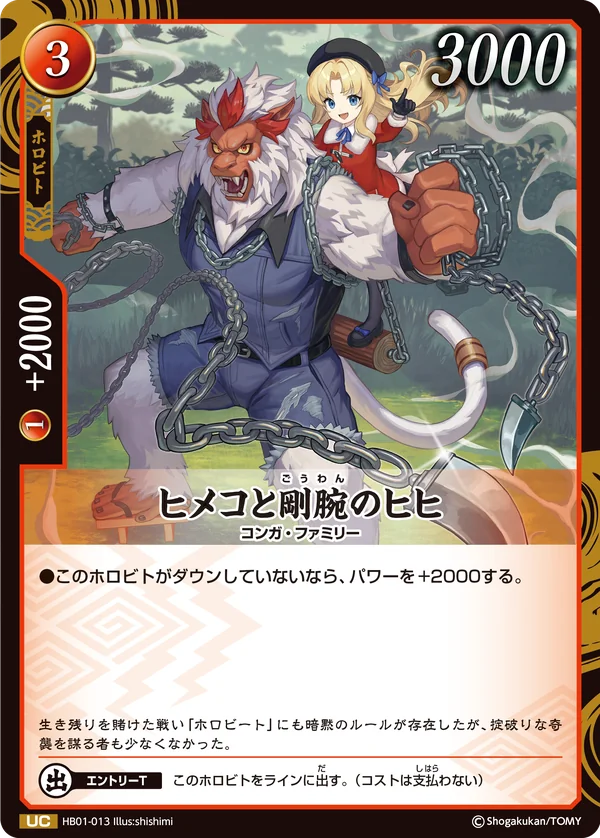 3
3000
ホロビト
+2000
1
ごうわん
ヒメコと剛腕のヒヒ
コンガ・ファミリー
●このホロビトがダウンしていないなら、パワーを+2000する。
生き残りを賭けた戦い「ホロビート」にも暗黙のルールが存在したが、掟破りな奇
襲を謀る者も少なくなかった。
だ しはら
出 エントリーT このホロビトをラインに出す。(コストは支払わない)
UC HB01-013 Illus:shishimi
©Shogakukan/TOMY